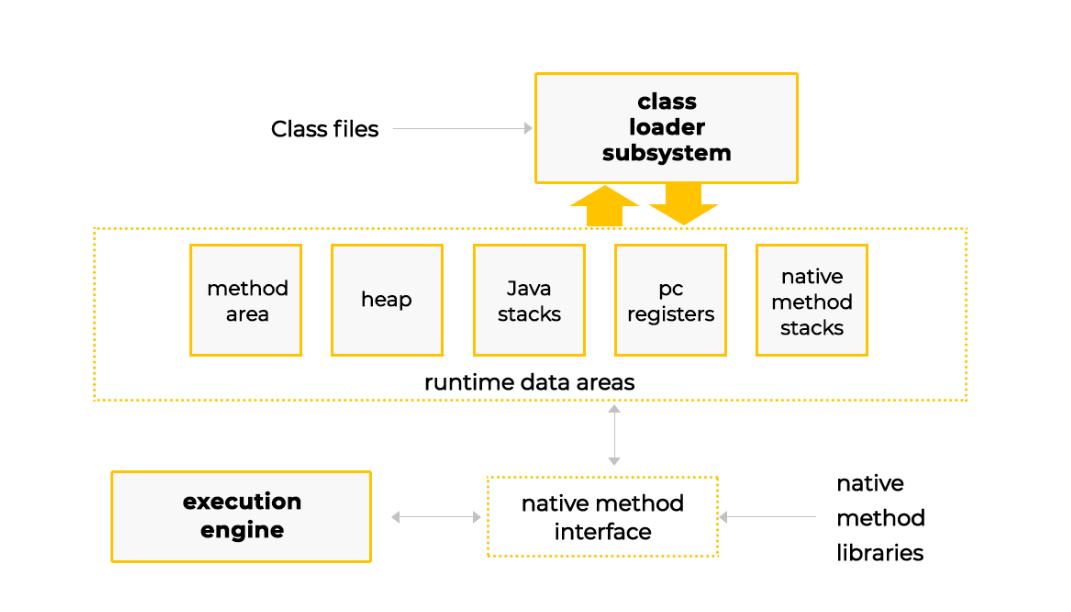 class
loader
subsystem
Class files
method
area
heap
Java
stacks
pc
registers
native
method
stacks
runtime data areas
execution
engine
native method
interface
native
method
libraries